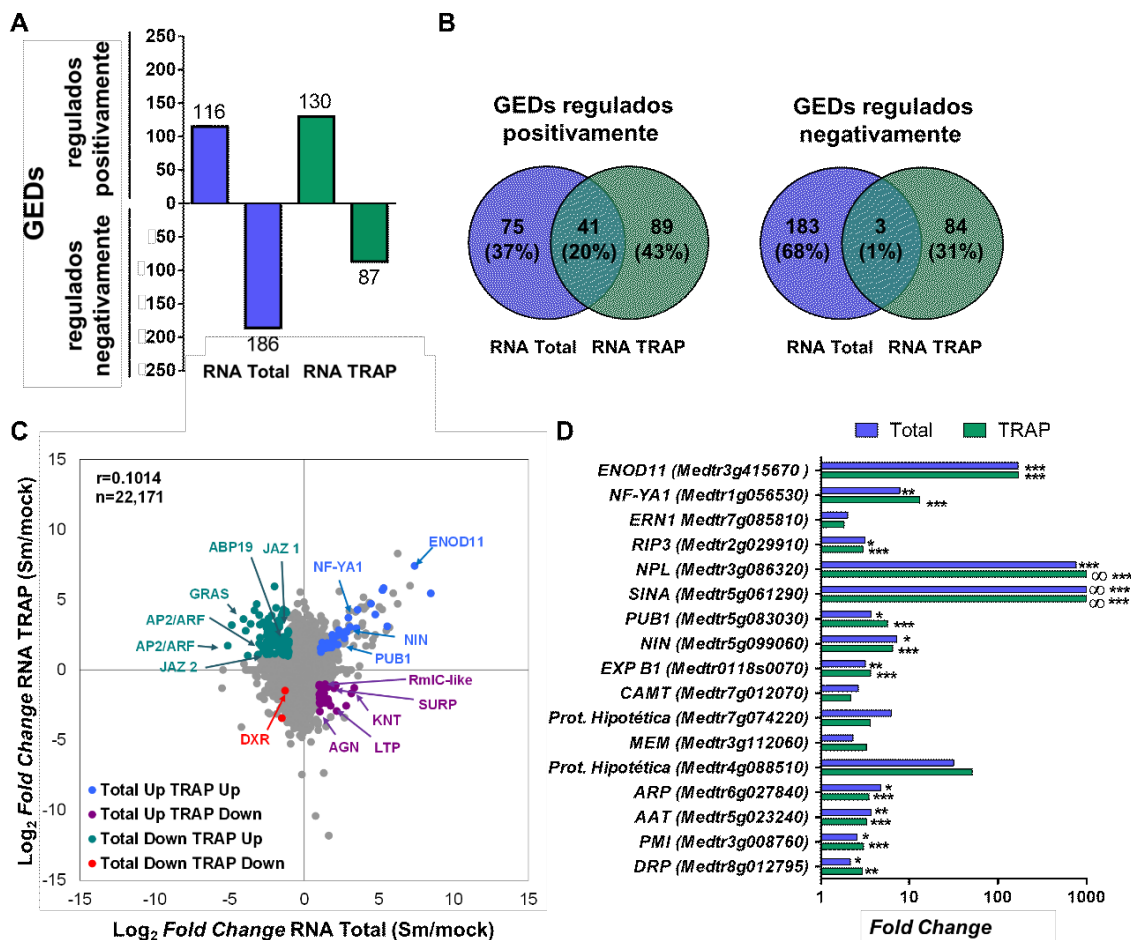 A
GEDs
regulados positivamente
regulados negativamente
250
200
150
100
50
0
50
100
150
200
250
116
186
130
87
RNA Total RNA TRAP
B
GEDs regulados
positivamente
75
(37%)
41
(20%)
89
(43%)
RNA Total RNA TRAP
GEDs regulados
negativamente
183
(68%)
3
(1%)
84
(31%)
RNA Total RNA TRAP
C
Log2 Fold Change RNA TRAP (Sm/mock)
15
10
5
0
-5
-10
-15
r=0.1014
n=22,171
ENOD11
ABP19
JAZ 1
NF-YA1
GRAS
AP2/ARF
NIN
AP2/ARF
JAZ 2
PUB1
RmlC-like
SURP
KNT
DXR
AGN
LTP
Total Up TRAP Up
Total Up TRAP Down
Total Down TRAP Up
Total Down TRAP Down
-15 -10 -5 0 5 10 15
Log2 Fold Change RNA Total (Sm/mock)
D
Total TRAP
ENOD11 (Medtr3g415670 )
***
***
NF-YA1 (Medtr1g056530)
**
***
ERN1 Medtr7g085810)
RIP3 (Medtr2g029910)
*
***
NPL (Medtr3g086320)
***
∞ ***
SINA (Medtr5g061290)
∞ ***
∞ ***
PUB1 (Medtr5g083030)
*
***
NIN (Medtr5g099060)
*
***
EXP B1 (Medtr0118s0070)
**
***
CAMT (Medtr7g012070)
Prot. Hipotética (Medtr7g074220)
MEM (Medtr3g112060)
Prot. Hipotética (Medtr4g088510)
ARP (Medtr6g027840)
*
***
AAT (Medtr5g023240)
**
***
PMI (Medtr3g008760)
*
***
DRP (Medtr8g012795)
*
**
1 10 100 1000
Fold Change